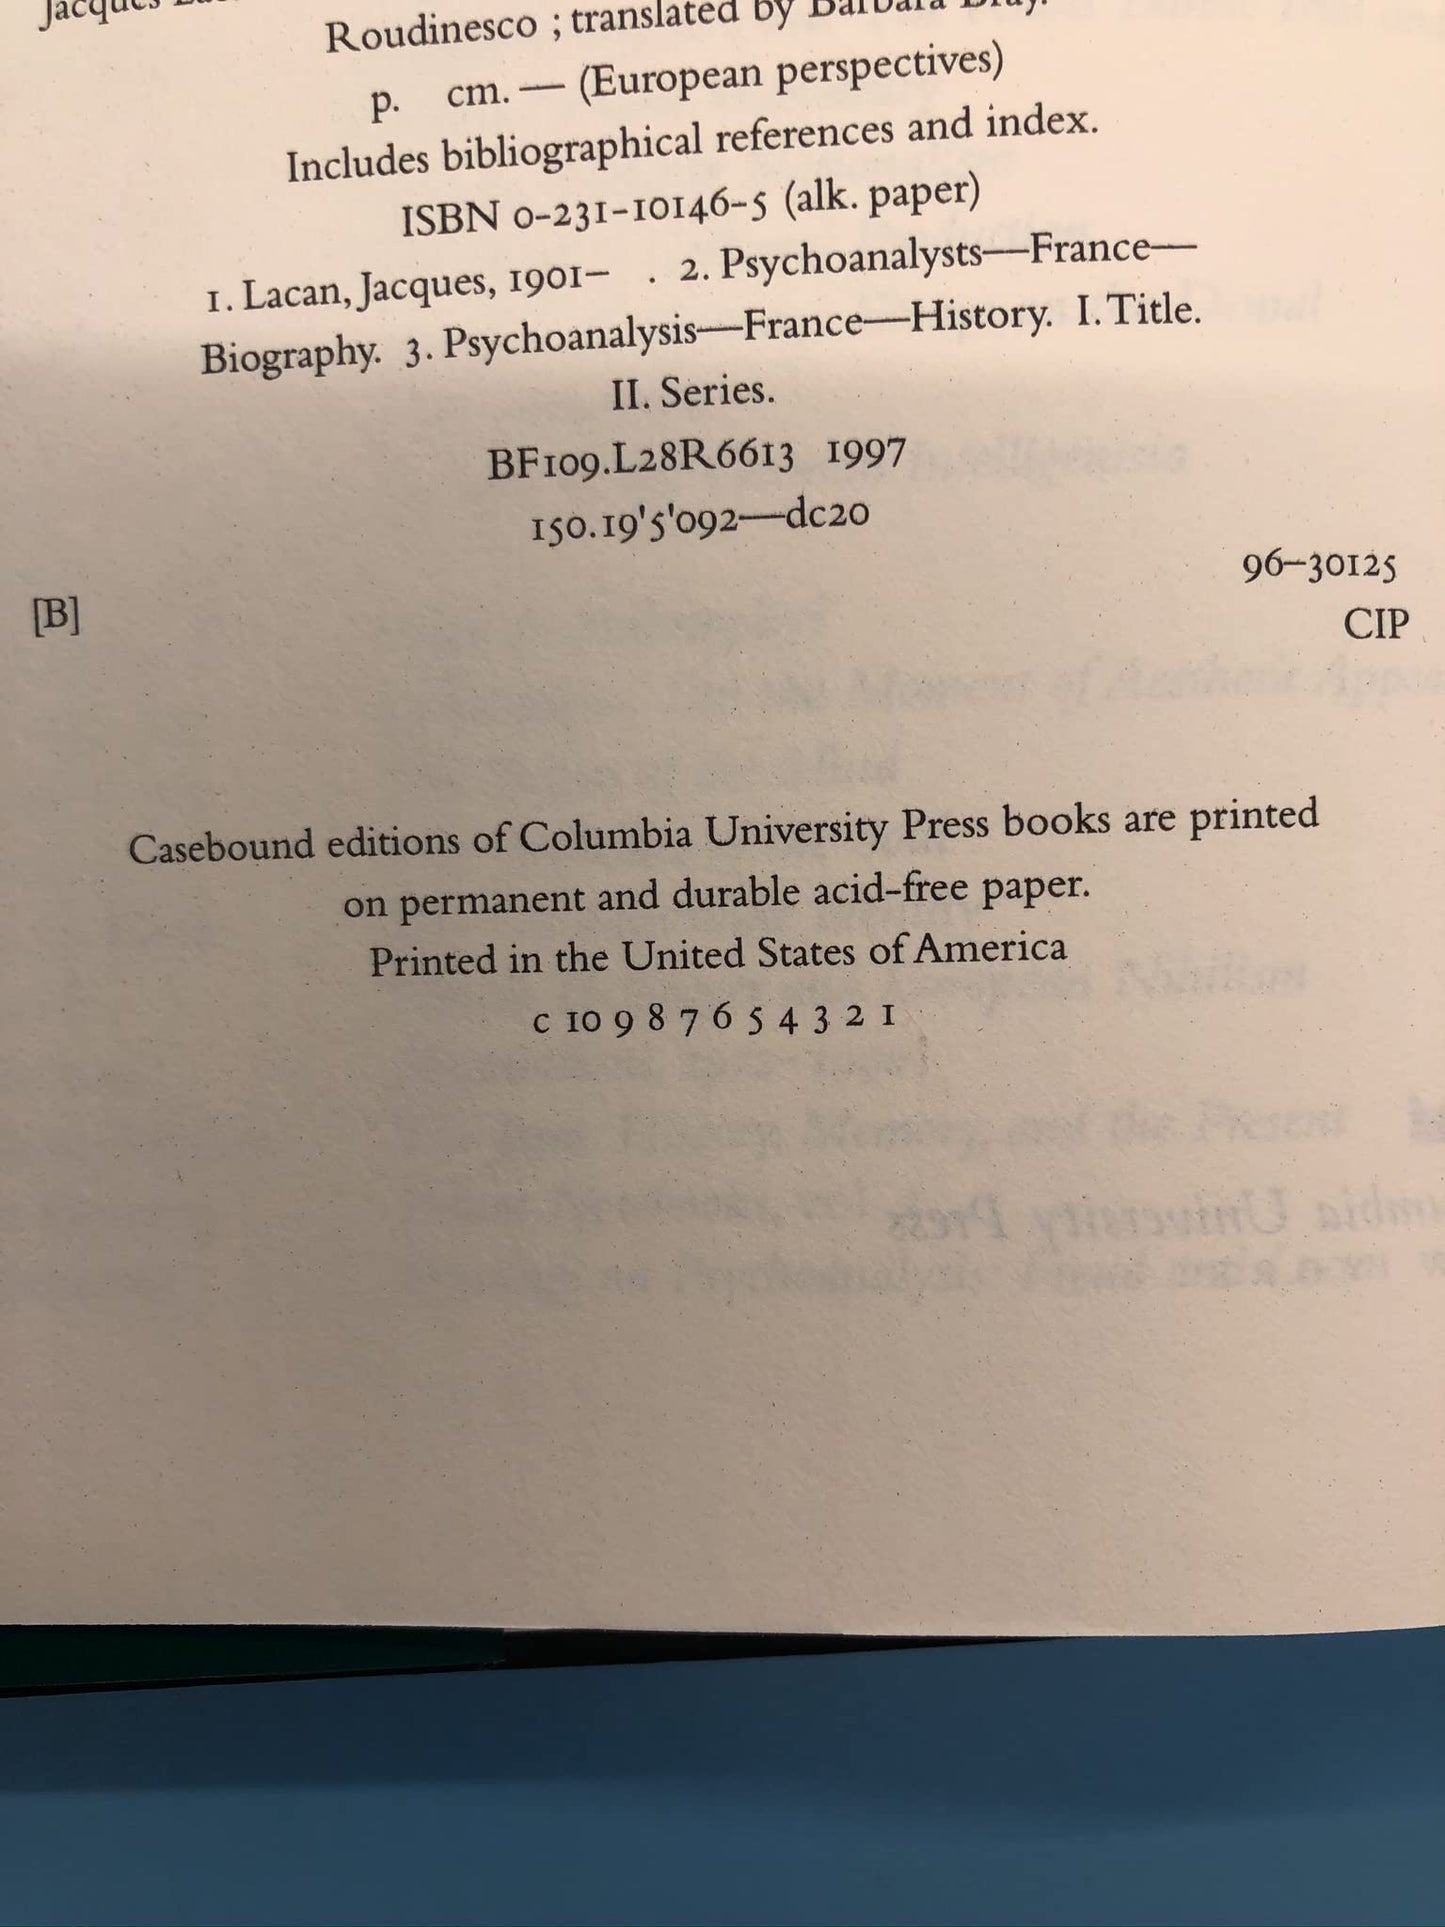 Jacques
Roudinesco ; translated by Barbara Bray.
p. cm. — (European perspectives)
Includes bibliographical references and index.
ISBN 0-231-10146-5 (alk. paper)
1. Lacan, Jacques, 1901– . 2. Psychoanalysts—France—
Biography. 3. Psychoanalysis—France—History. I. Title.
II. Series.
BF109.L28R6613 1997
150.19'5'092—dc20
96–30125
[B] CIP
Casebound editions of Columbia University Press books are printed
on permanent and durable acid-free paper.
Printed in the United States of America
c 10 9 8 7 6 5 4 3 2 1